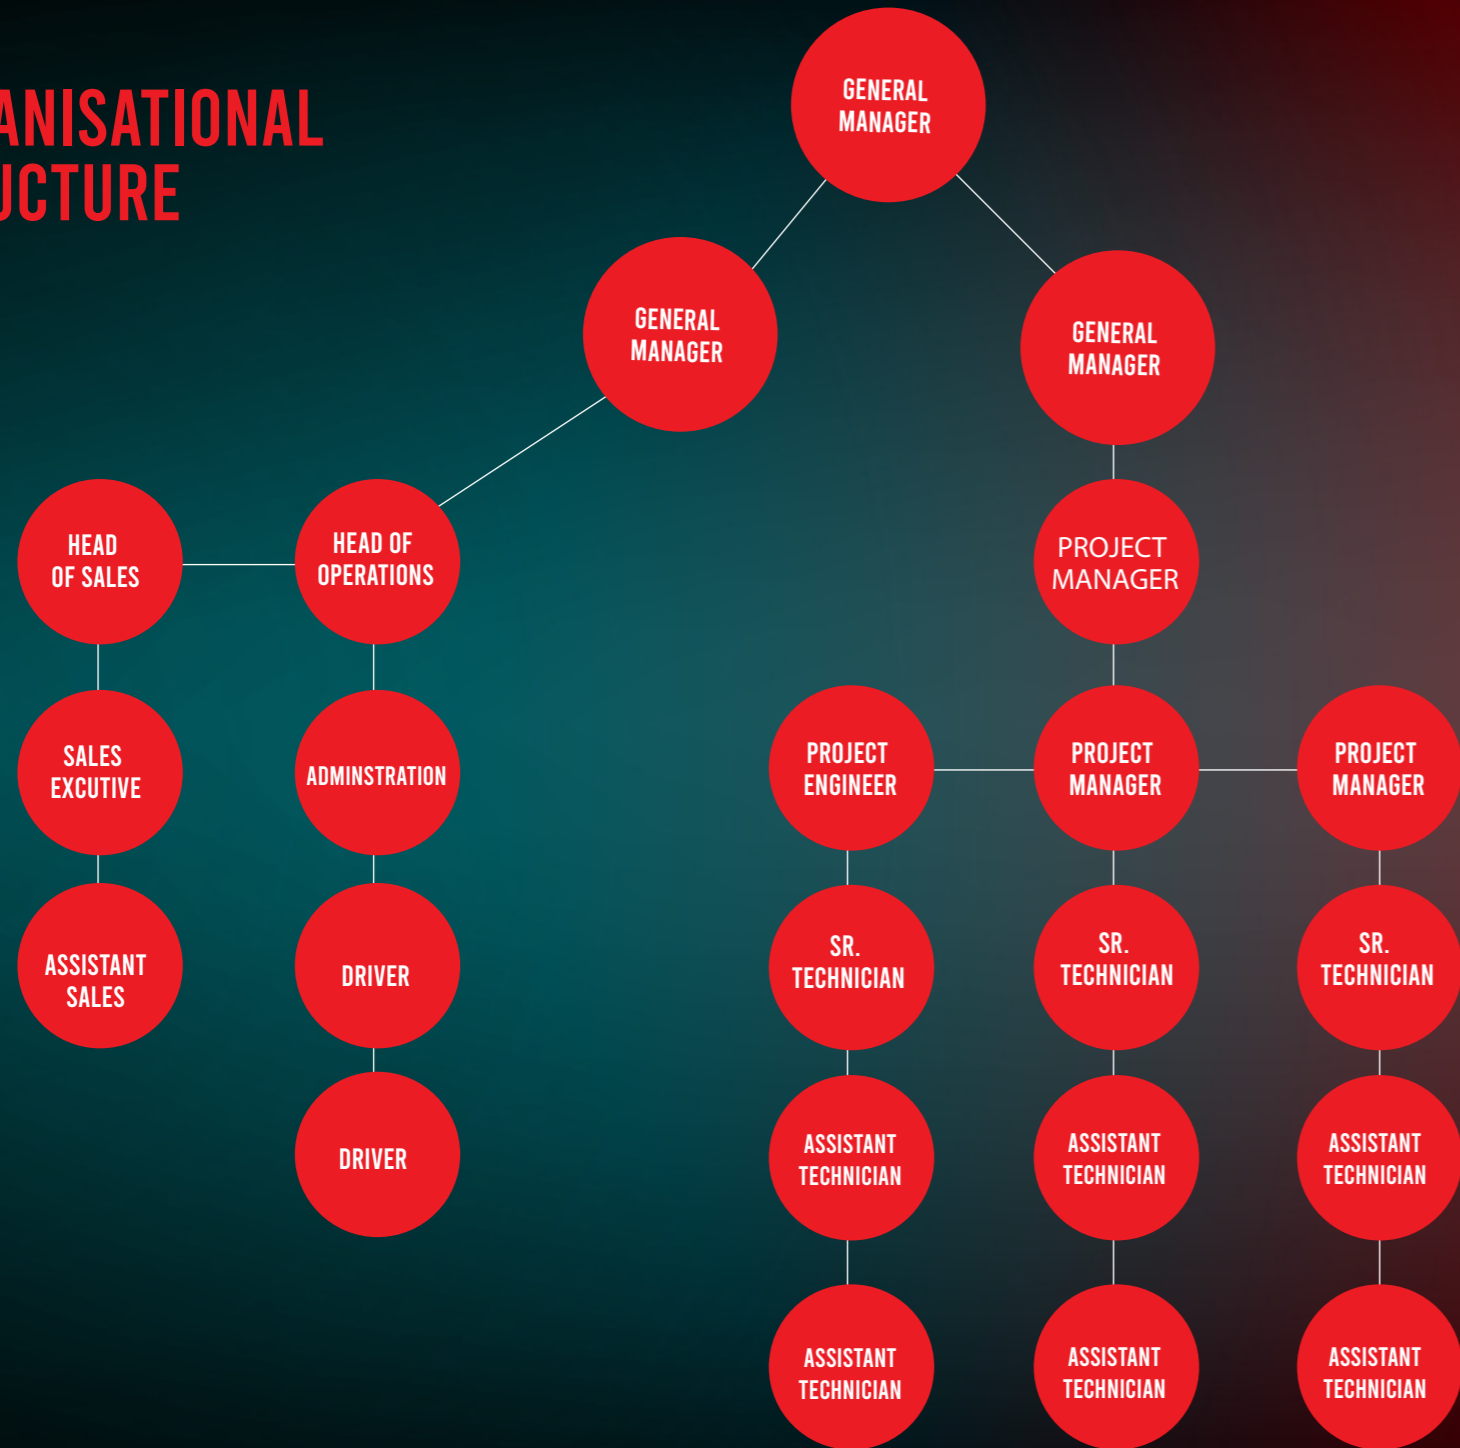 ANISATIONAL
UCTURE
GENERAL
MANAGER
GENERAL
MANAGER
GENERAL
MANAGER
HEAD
OF SALES
HEAD OF
OPERATIONS
PROJECT
MANAGER
SALES
EXCUTIVE
ADMINSTRATION
PROJECT
ENGINEER
PROJECT
MANAGER
PROJECT
MANAGER
ASSISTANT
SALES
DRIVER
SR.
TECHNICIAN
SR.
TECHNICIAN
SR.
TECHNICIAN
DRIVER
ASSISTANT
TECHNICIAN
ASSISTANT
TECHNICIAN
ASSISTANT
TECHNICIAN
ASSISTANT
TECHNICIAN
ASSISTANT
TECHNICIAN
ASSISTANT
TECHNICIAN